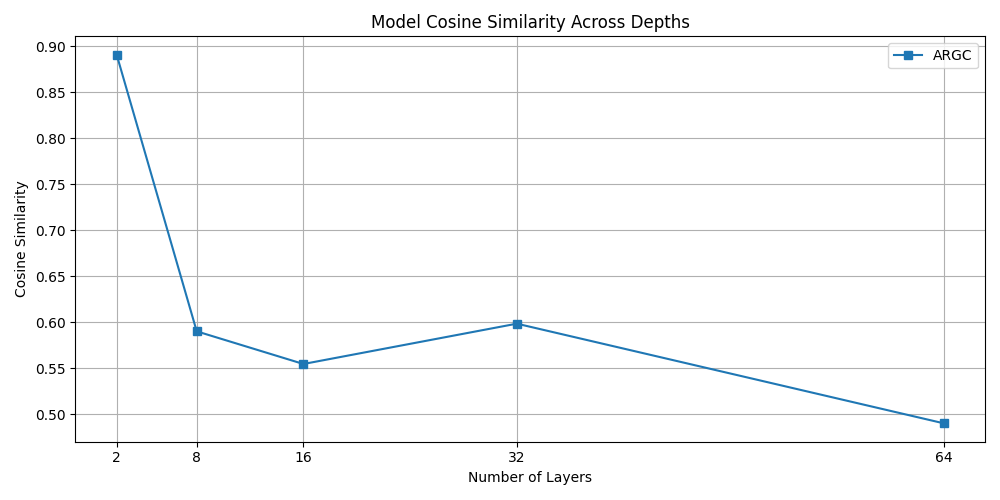 Model Cosine Similarity Across Depths
ARGC
0.90
0.85
0.80
0.75
0.70
0.65
0.60
0.55
0.50
Cosine Similarity
2 8 16 32 64
Number of Layers